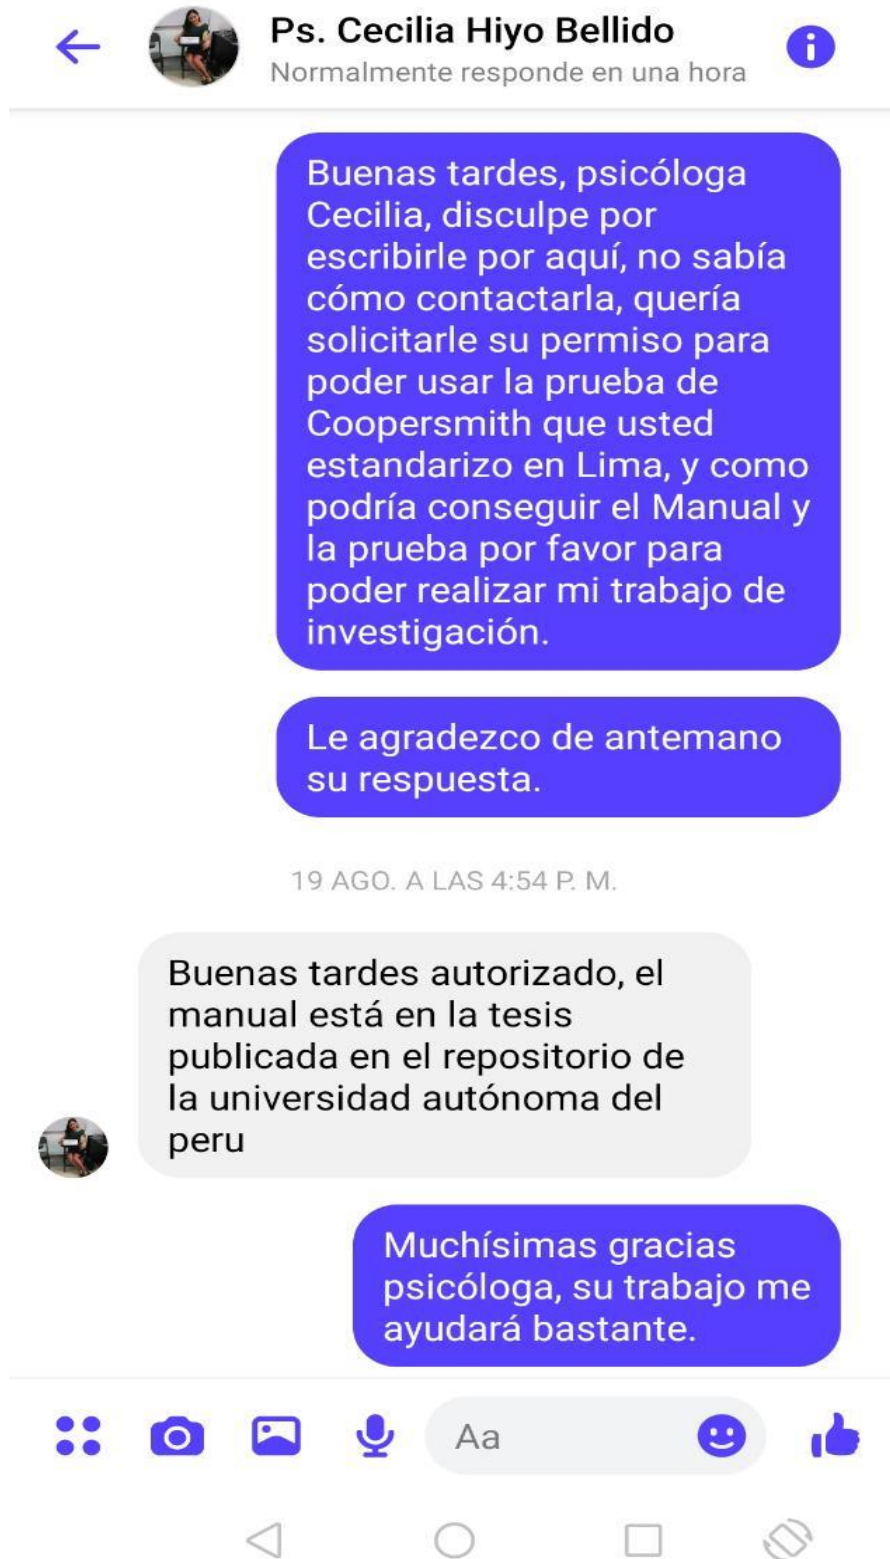 Ps. Cecilia Hiyo Bellido
Normalmente responde en una hora
Buenas tardes, psicóloga
Cecilia, disculpe por
escribirle por aquí, no sabía
cómo contactarla, quería
solicitarle su permiso para
poder usar la prueba de
Coopersmith que usted
estandarizo en Lima, y como
podría conseguir el Manual y
la prueba por favor para
poder realizar mi trabajo de
investigación.
Le agradezco de antemano
su respuesta.
19 AGO. A LAS 4:54 P. M.
Buenas tardes autorizado, el
manual está en la tesis
publicada en el repositorio de
la universidad autónoma del
peru
Muchísimas gracias
psicóloga, su trabajo me
ayudará bastante.
Aa